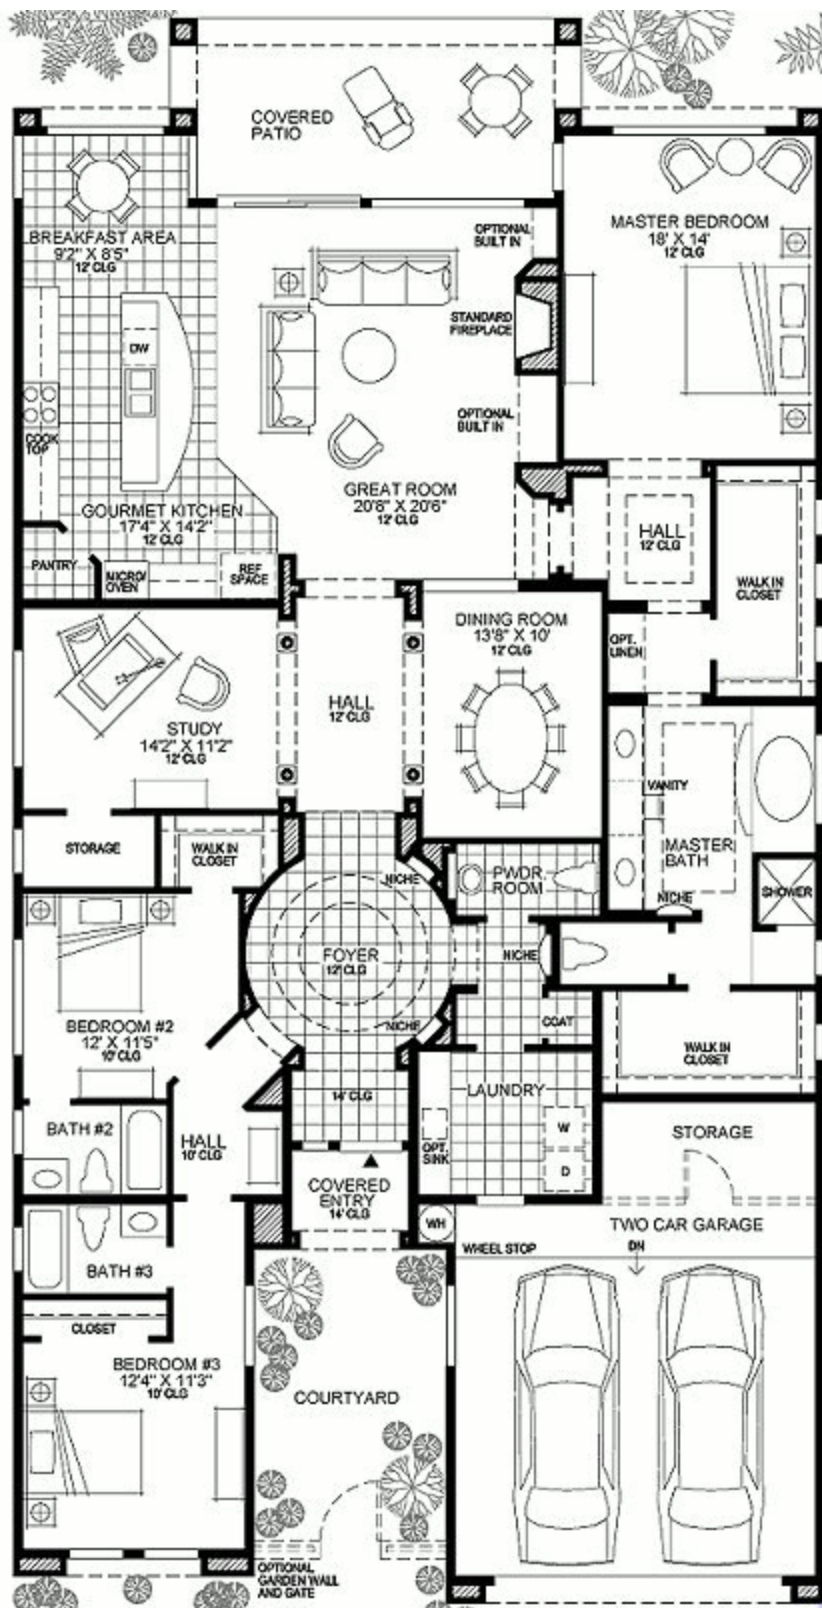 COVERED
PATIO
BREAKFAST AREA
9'2" X 8'5"
12' CLG
OPTIONAL
BUILT IN
MASTER BEDROOM
18' X 14'
12' CLG
STANDARD
FIREPLACE
DW
OPTIONAL
BUILT IN
COOK
TOP
GREAT ROOM
20'8" X 20'6"
12' CLG
GOURMET KITCHEN
17'4" X 14'2"
12' CLG
HALL
12' CLG
PANTRY
MICRO/
OVEN
REF
SPACE
WALK IN
CLOSET
DINING ROOM
13'8" X 10'
12' CLG
OPT.
LINEN
HALL
12' CLG
STUDY
14'2" X 11'2"
12' CLG
VANITY
MASTER
BATH
STORAGE
WALK IN
CLOSET
NICHE
PWDR.
ROOM
NICHE
SHOWER
FOYER
12' CLG
NICHE
BEDROOM #2
12' X 11'5"
10' CLG
NICHE
COAT
WALK IN
CLOSET
14' CLG
LAUNDRY
BATH #2
HALL
10' CLG
OPT.
SINK
W
D
STORAGE
COVERED
ENTRY
14' CLG
WH
TWO CAR GARAGE
WHEEL STOP
DN
BATH #3
CLOSET
BEDROOM #3
12'4" X 11'3"
10' CLG
COURTYARD
OPTIONAL
GARDEN WALL
AND GATE